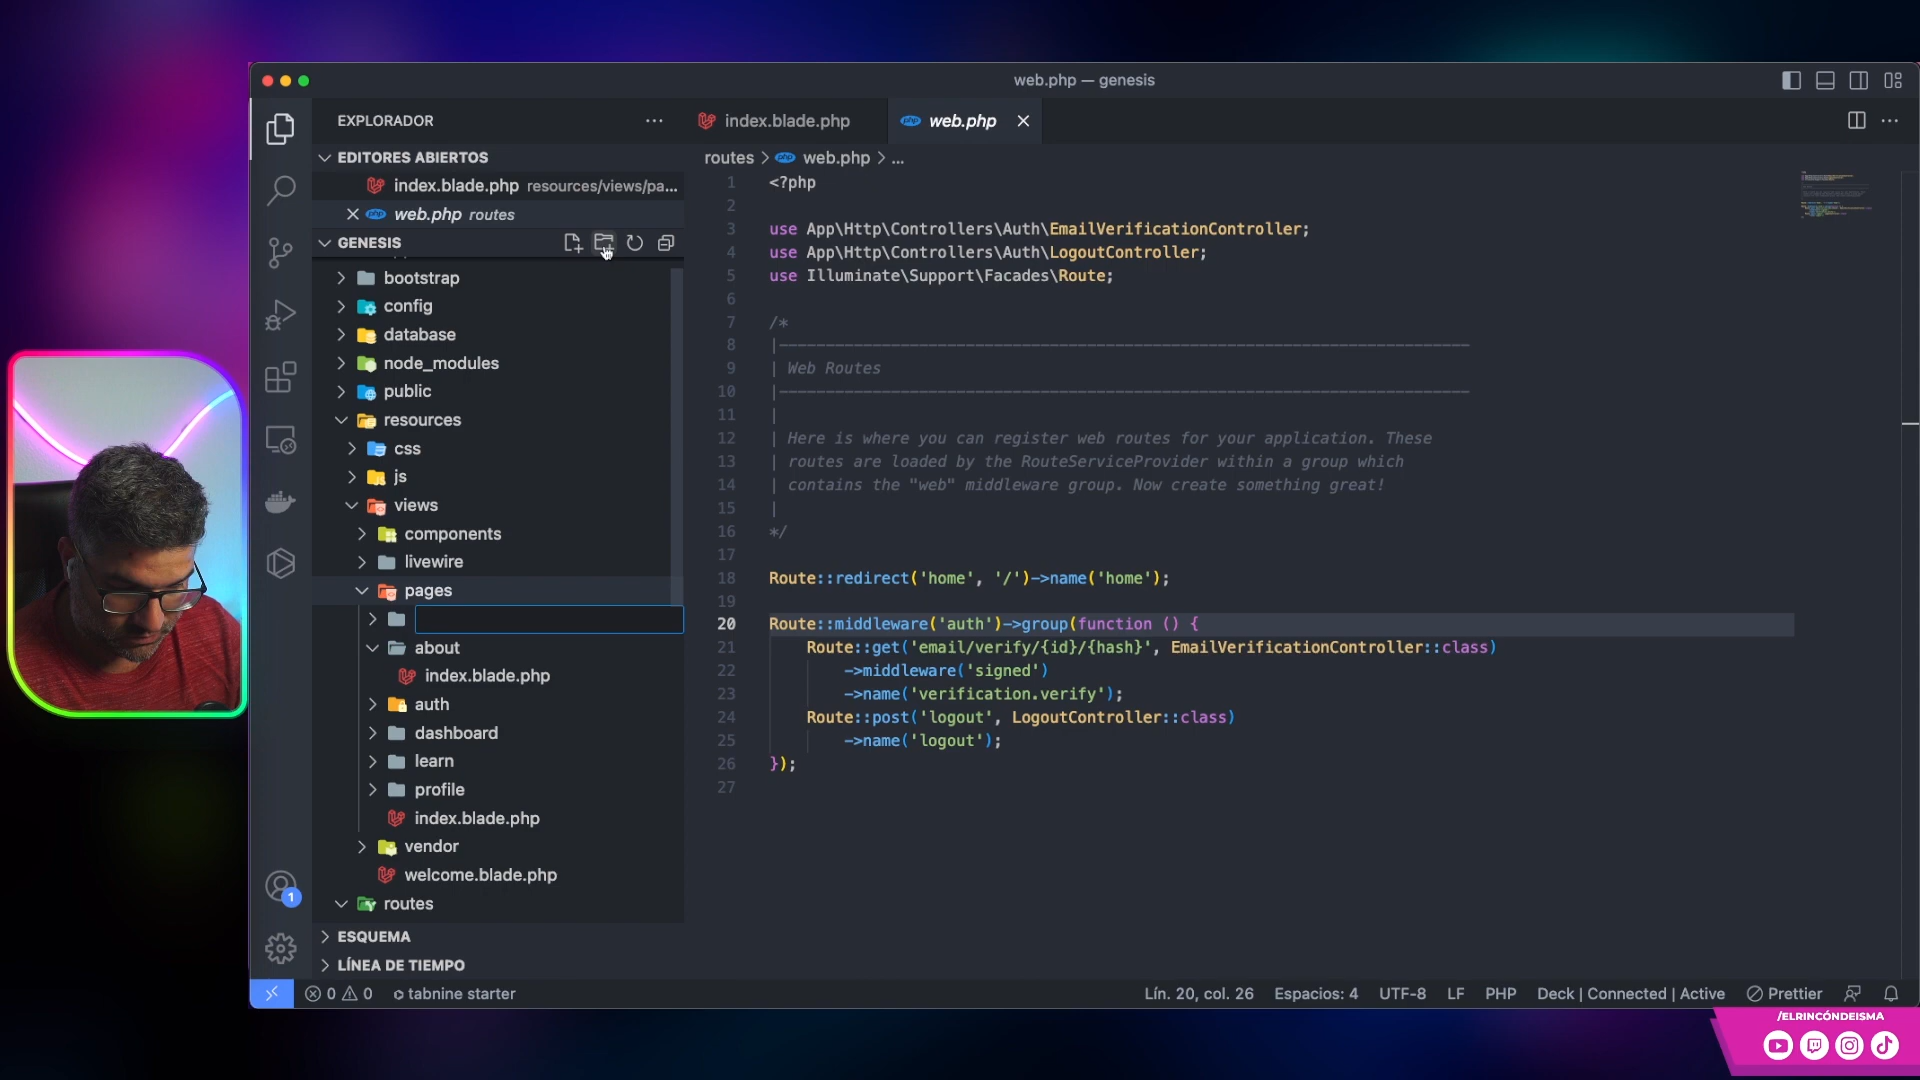 web.php — genesis
EXPLORADOR
index.blade.php
php web.php
EDITORES ABIERTOS
index.blade.php resources/views/pa...
php web.php routes
GENESIS
bootstrap
config
database
node_modules
public
resources
css
js
views
components
livewire
pages
about
index.blade.php
auth
dashboard
learn
profile
index.blade.php
vendor
welcome.blade.php
routes
ESQUEMA
LÍNEA DE TIEMPO
routes > php web.php > ...
1 <?php
2
3 use App\Http\Controllers\Auth\EmailVerificationController;
4 use App\Http\Controllers\Auth\LogoutController;
5 use Illuminate\Support\Facades\Route;
6
7 /*
8 |--------------------------------------------------------------------------
9 | Web Routes
10 |--------------------------------------------------------------------------
11 |
12 | Here is where you can register web routes for your application. These
13 | routes are loaded by the RouteServiceProvider within a group which
14 | contains the "web" middleware group. Now create something great!
15 |
16 */
17
18 Route::redirect('home', '/')->name('home');
19
20 Route::middleware('auth')->group(function () {
21 Route::get('email/verify/{id}/{hash}', EmailVerificationController::class)
22 ->middleware('signed')
23 ->name('verification.verify');
24 Route::post('logout', LogoutController::class)
25 ->name('logout');
26 });
27
1
0 0 tabnine starter
Lín. 20, col. 26 Espacios: 4 UTF-8 LF PHP Deck | Connected | Active Prettier
/ELRINCÓNDEISMA